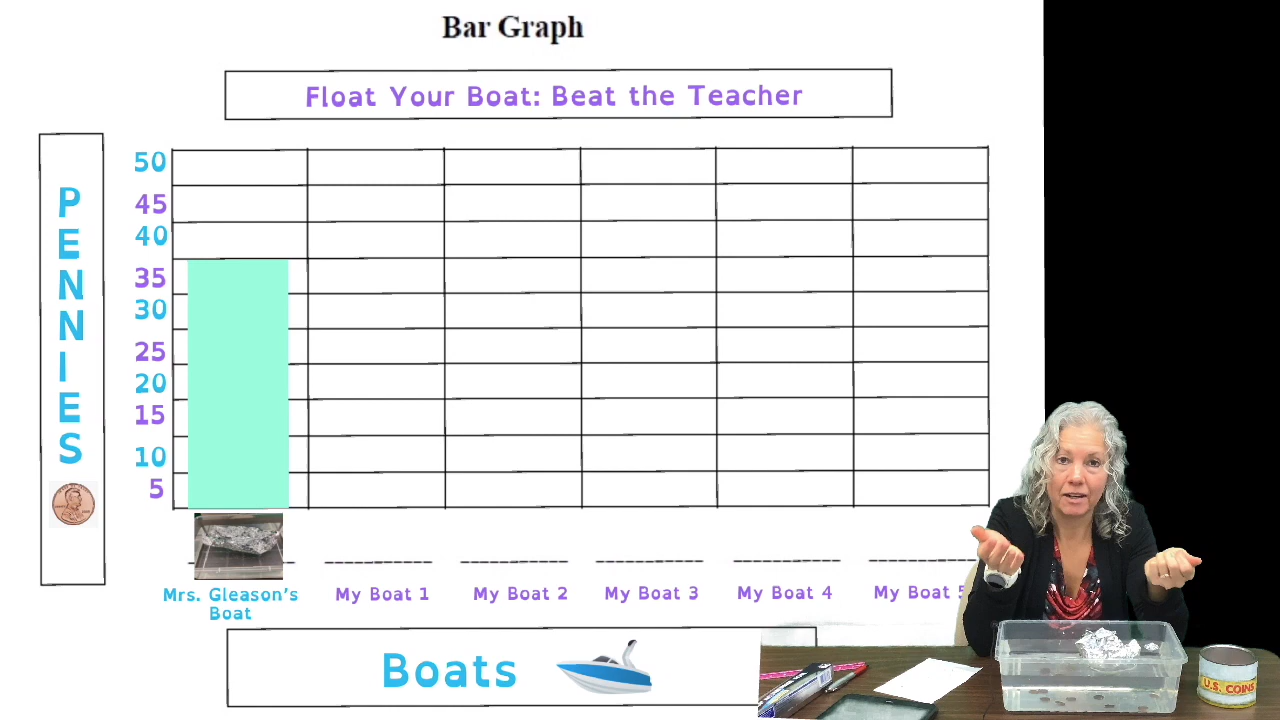 Bar Graph
Float Your Boat: Beat the Teacher
PENNIES
50
45
40
35
30
25
20
15
10
5
Mrs. Gleason's
Boat
My Boat 1
My Boat 2
My Boat 3
My Boat 4
My Boat 5
Boats
U.S. COINS